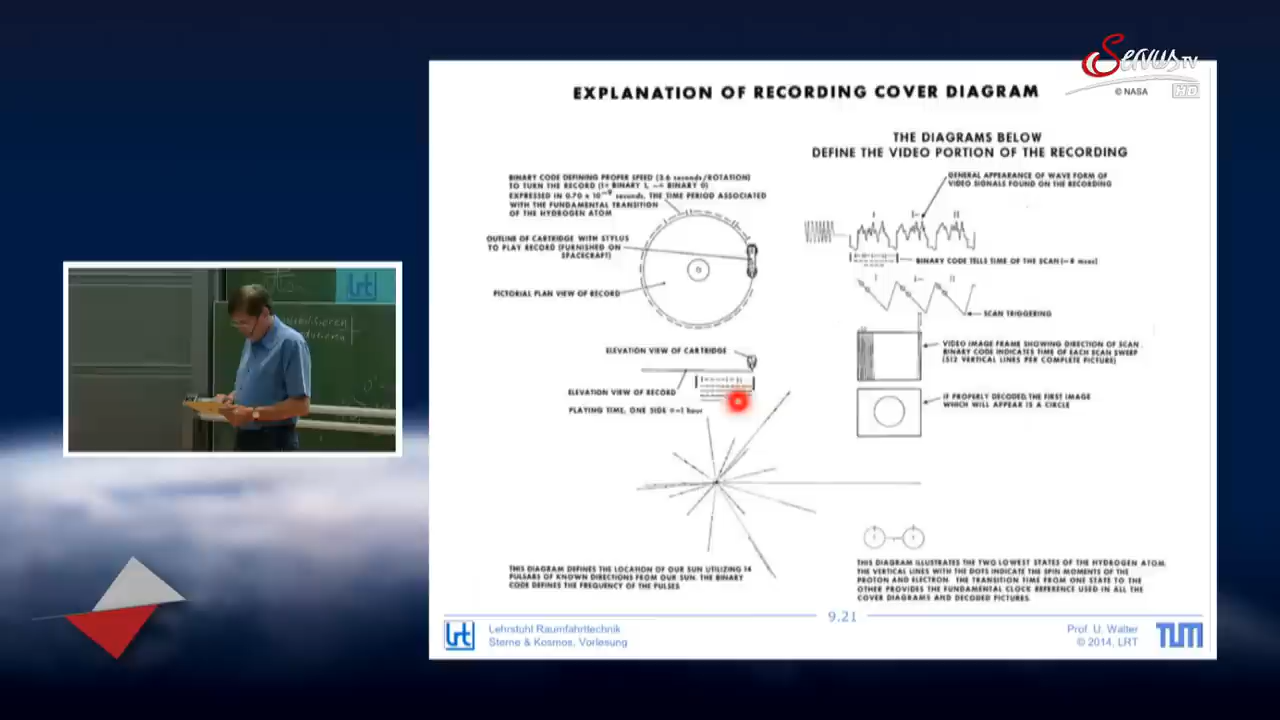 Servus TV
© NASA
HD
EXPLANATION OF RECORDING COVER DIAGRAM
THE DIAGRAMS BELOW
DEFINE THE VIDEO PORTION OF THE RECORDING
BINARY CODE DEFINING PROPER SPEED (3.6 seconds/ROTATION)
TO TURN THE RECORD (I= BINARY 1, —= BINARY 0)
EXPRESSED IN 0.70 x 10⁻⁹ seconds, THE TIME PERIOD ASSOCIATED
WITH THE FUNDAMENTAL TRANSITION
OF THE HYDROGEN ATOM
OUTLINE OF CARTRIDGE WITH STYLUS
TO PLAY RECORD (FURNISHED ON
SPACECRAFT)
PICTORIAL PLAN VIEW OF RECORD
ELEVATION VIEW OF CARTRIDGE
ELEVATION VIEW OF RECORD
PLAYING TIME, ONE SIDE =~1 hour
THIS DIAGRAM DEFINES THE LOCATION OF OUR SUN UTILIZING 14
PULSARS OF KNOWN DIRECTIONS FROM OUR SUN. THE BINARY
CODE DEFINES THE FREQUENCY OF THE PULSES.
GENERAL APPEARANCE OF WAVE FORM OF
VIDEO SIGNALS FOUND ON THE RECORDING
BINARY CODE TELLS TIME OF THE SCAN (~8 msec)
SCAN TRIGGERING
VIDEO IMAGE FRAME SHOWING DIRECTION OF SCAN.
BINARY CODE INDICATES TIME OF EACH SCAN SWEEP
(512 VERTICAL LINES PER COMPLETE PICTURE)
IF PROPERLY DECODED, THE FIRST IMAGE
WHICH WILL APPEAR IS A CIRCLE
THIS DIAGRAM ILLUSTRATES THE TWO LOWEST STATES OF THE HYDROGEN ATOM.
THE VERTICAL LINES WITH THE DOTS INDICATE THE SPIN MOMENTS OF THE
PROTON AND ELECTRON. THE TRANSITION TIME FROM ONE STATE TO THE
OTHER PROVIDES THE FUNDAMENTAL CLOCK REFERENCE USED IN ALL THE
COVER DIAGRAMS AND DECODED PICTURES.
9.21
lrt
Lehrstuhl Raumfahrttechnik
Sterne & Kosmos, Vorlesung
Prof. U. Walter
© 2014, LRT
TUM
lrt